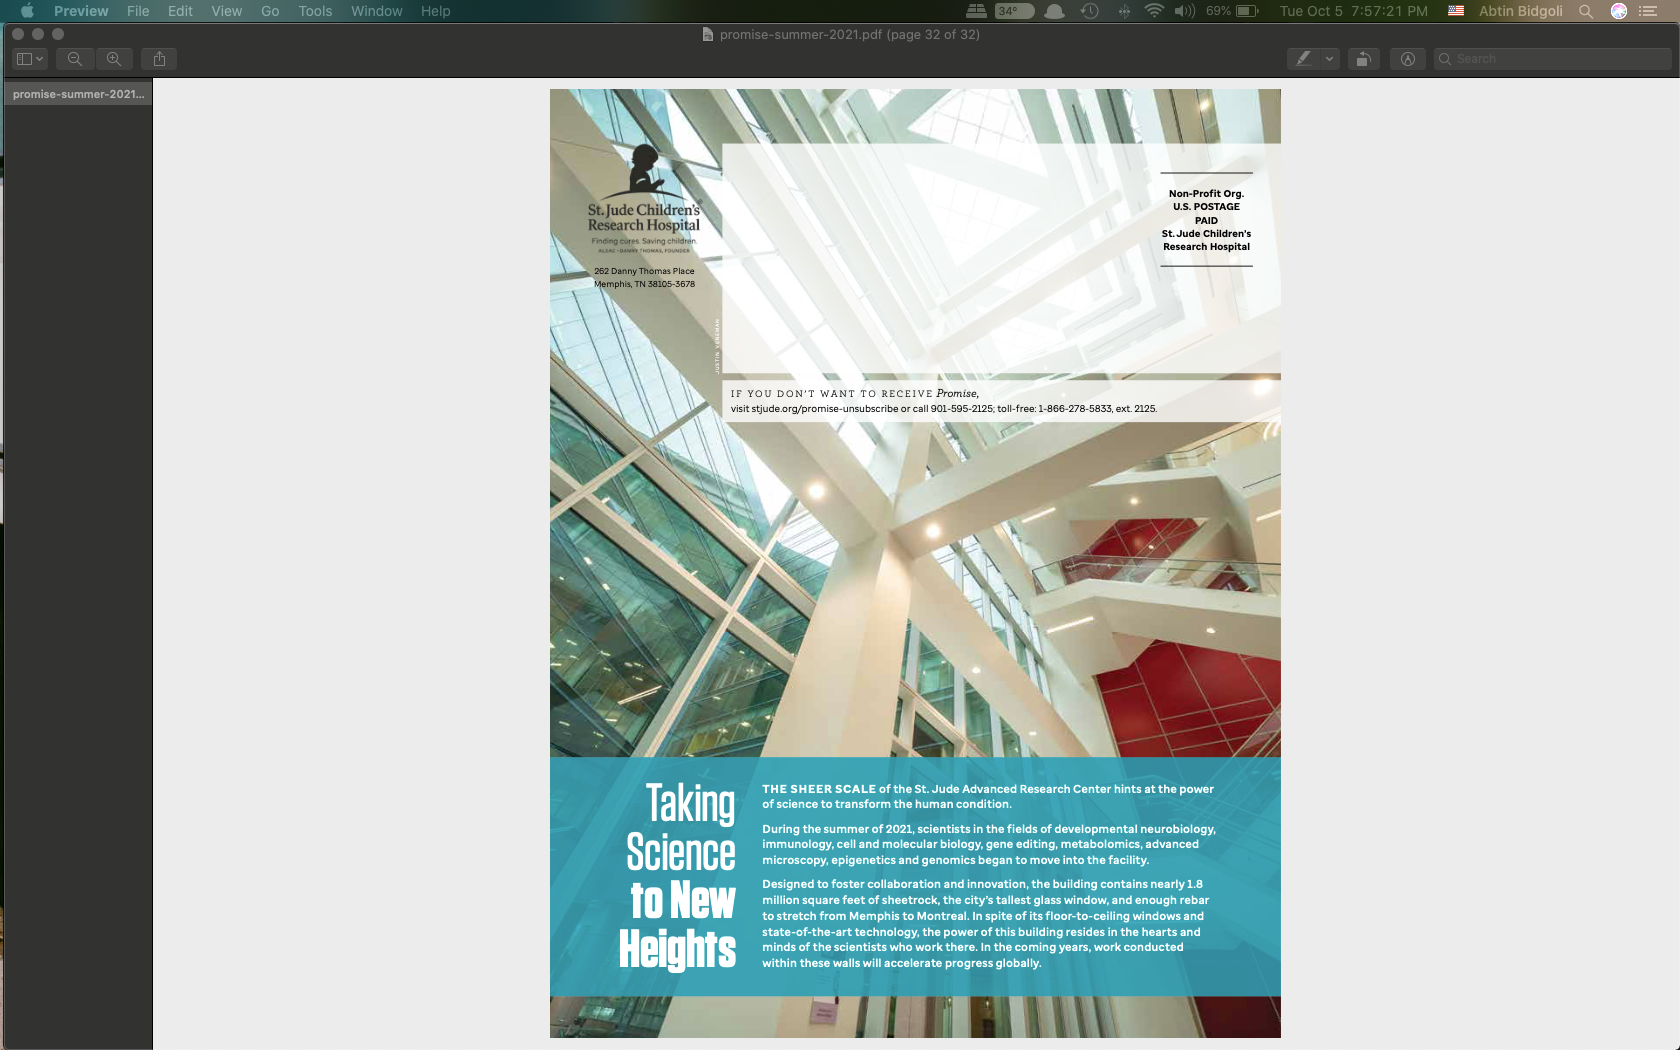 Preview File Edit View Go Tools Window Help
34° 69% Tue Oct 5 7:57:21 PM Abtin Bidgoli
promise-summer-2021.pdf (page 32 of 32)
Search
promise-summer-2021...
St. Jude Children's®
Research Hospital
Finding cures. Saving children.
ALSAC · DANNY THOMAS, FOUNDER
262 Danny Thomas Place
Memphis, TN 38105-3678
Non-Profit Org.
U.S. POSTAGE
PAID
St. Jude Children's
Research Hospital
IF YOU DON'T WANT TO RECEIVE Promise,
visit stjude.org/promise-unsubscribe or call 901-595-2125; toll-free: 1-866-278-5833, ext. 2125.
Taking
Science
to New
Heights
THE SHEER SCALE of the St. Jude Advanced Research Center hints at the power
of science to transform the human condition.
During the summer of 2021, scientists in the fields of developmental neurobiology,
immunology, cell and molecular biology, gene editing, metabolomics, advanced
microscopy, epigenetics and genomics began to move into the facility.
Designed to foster collaboration and innovation, the building contains nearly 1.8
million square feet of sheetrock, the city's tallest glass window, and enough rebar
to stretch from Memphis to Montreal. In spite of its floor-to-ceiling windows and
state-of-the-art technology, the power of this building resides in the hearts and
minds of the scientists who work there. In the coming years, work conducted
within these walls will accelerate progress globally.